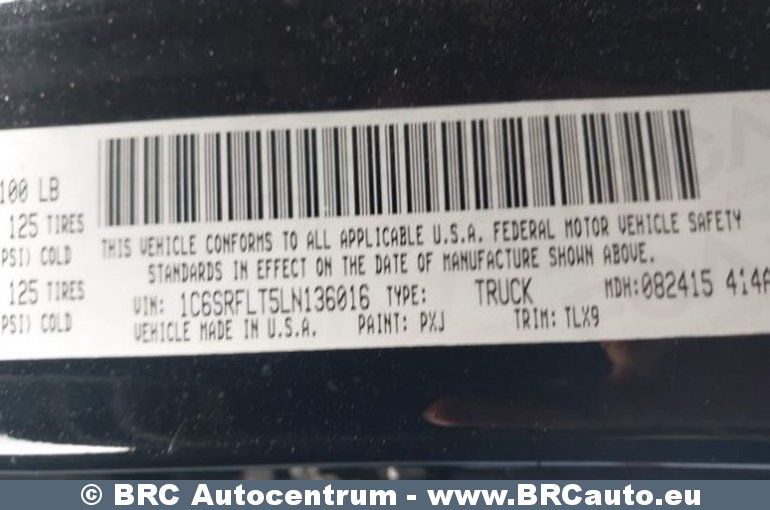 100 LB
125 TIRES
PSI) COLD
125 TIRES
PSI) COLD
THIS VEHICLE CONFORMS TO ALL APPLICABLE U.S.A. FEDERAL MOTOR VEHICLE SAFETY
STANDARDS IN EFFECT ON THE DATE OF MANUFACTURE SHOWN ABOVE.
VIN: 1C6SRFLT5LN136016 TYPE: TRUCK MDH:082415 414A
VEHICLE MADE IN U.S.A. PAINT: PXJ TRIM: TLX9
© BRC Autocentrum - www.BRCauto.eu